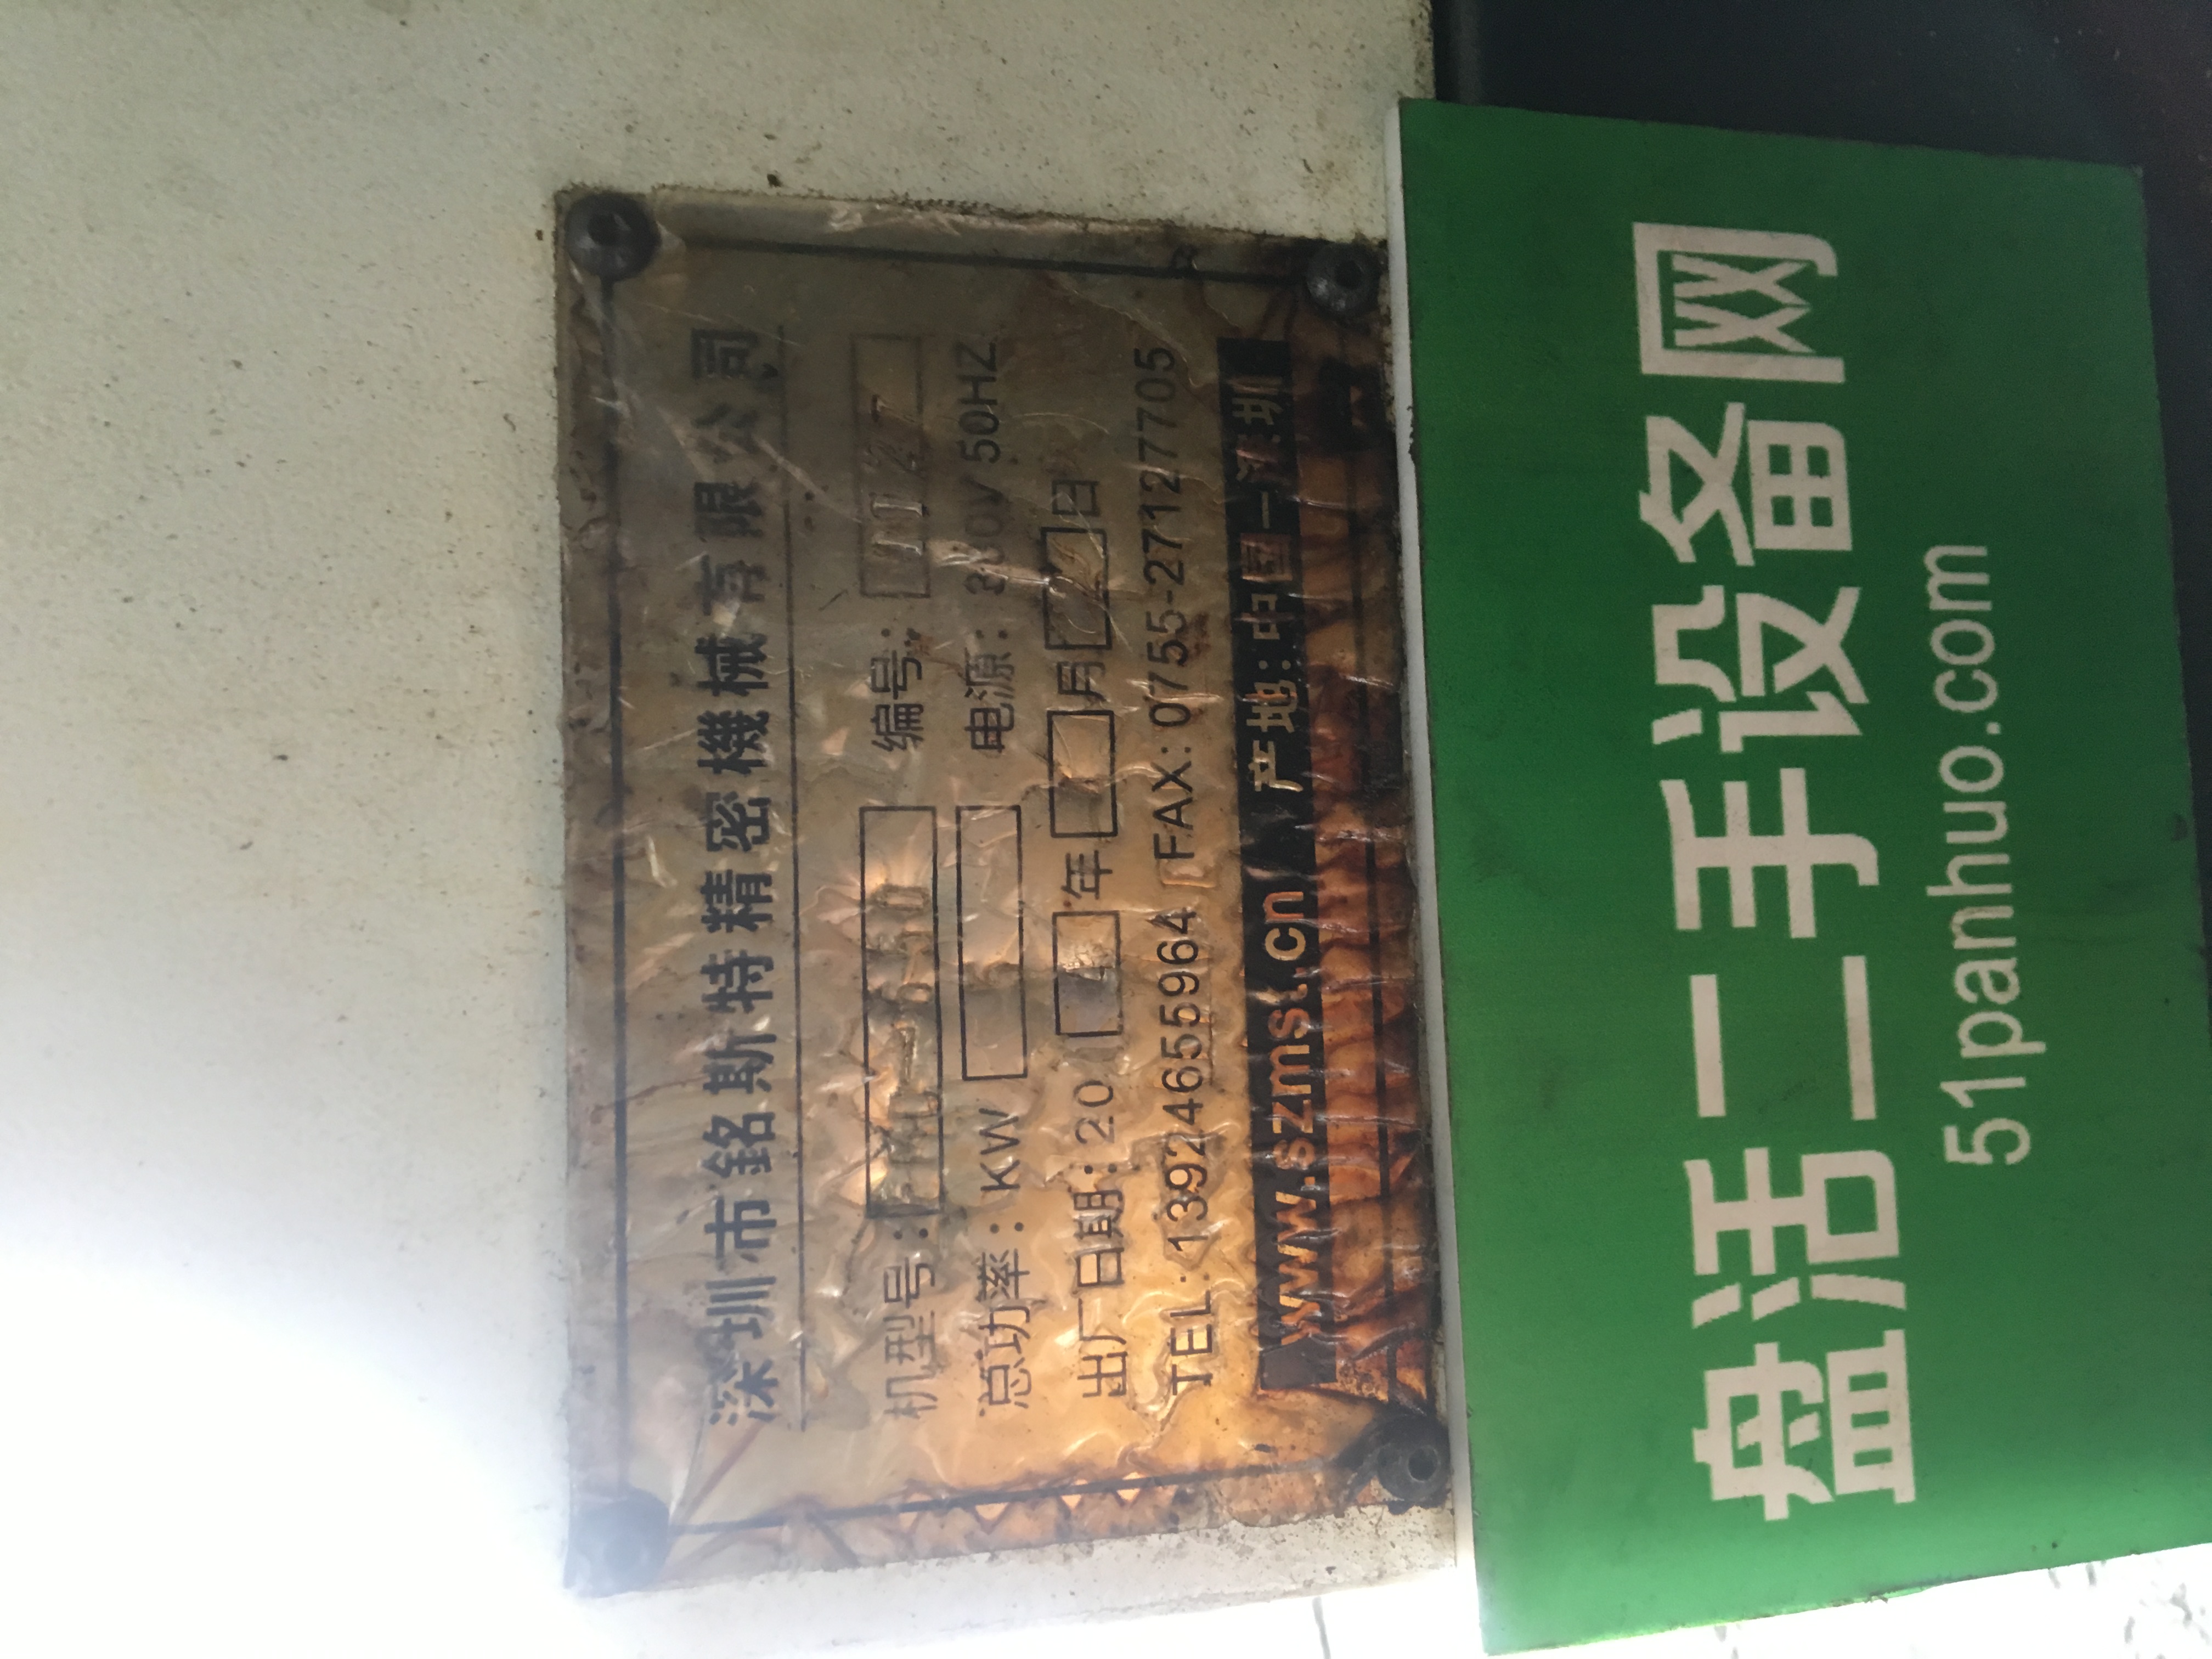 深圳市銘斯特精密機械有限公司
机型号: 编号:
总功率: KW 电源: 380V 50HZ
出厂日期: 20 年 月 日
TEL:13924655964 FAX: 0755-27127705
www.szmst.cn 产地: 中国—深圳
盘活二手设备网
51panhuo.com